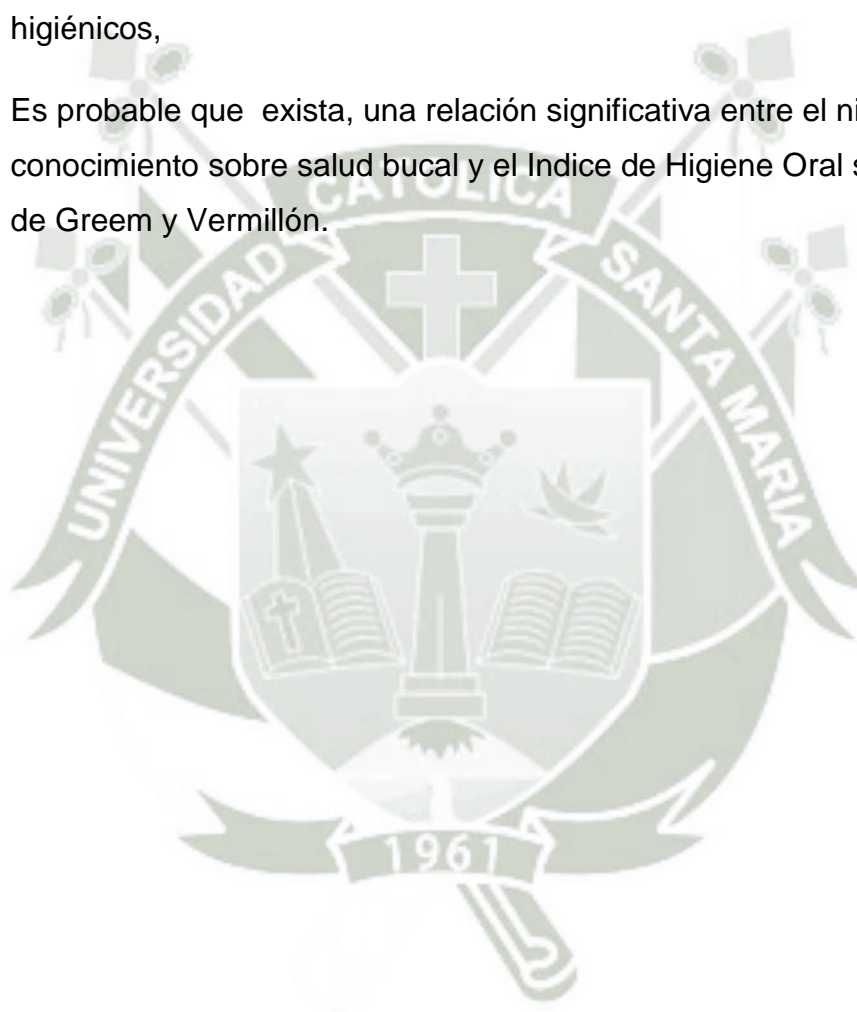 higiénicos,
Es probable que  exista, una relación significativa entre el ni
conocimiento sobre salud bucal y el Indice de Higiene Oral s
de Greem y Vermillón.
UNIVERSIDAD CATOLICA SANTA MARIA
1961